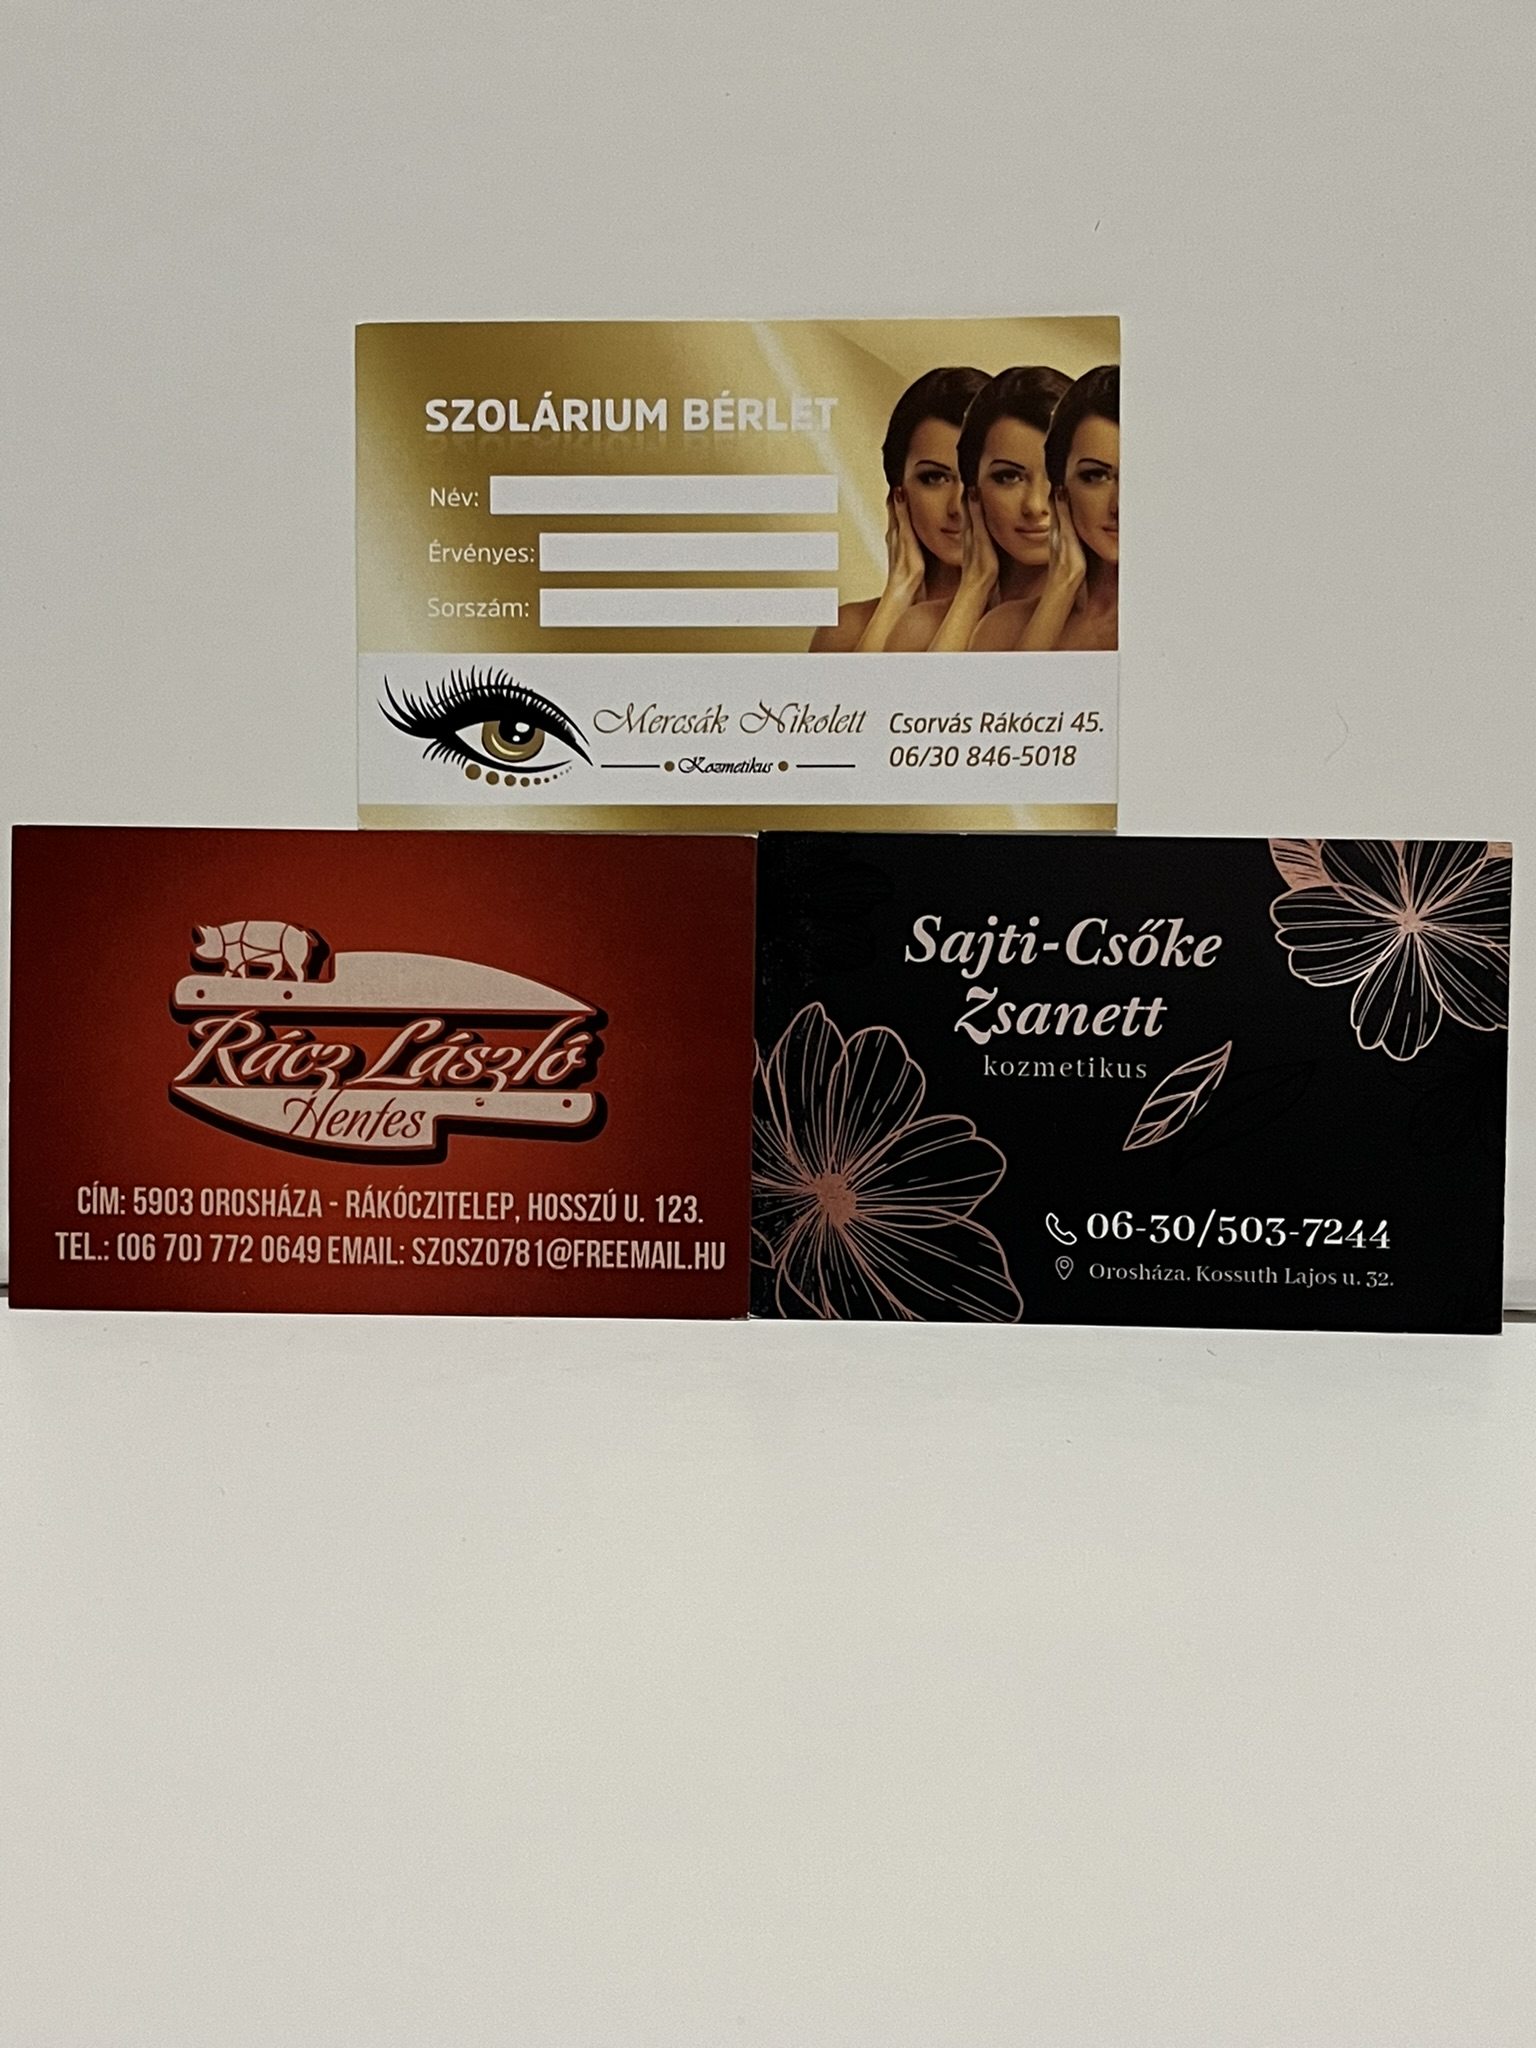 SZOLÁRIUM BÉRLET
Név:
Érvényes:
Sorszám:
Mercsák Nikolett
Kozmetikus
Csorvás Rákóczi 45.
06/30 846-5018
Rácz László
Hentes
CÍM: 5903 OROSHÁZA - RÁKÓCZITELEP, HOSSZÚ U. 123.
TEL.: (06 70) 772 0649 EMAIL: SZOSZO781@FREEMAIL.HU
Sajti-Csőke
Zsanett
kozmetikus
06-30/503-7244
Orosháza, Kossuth Lajos u. 32.